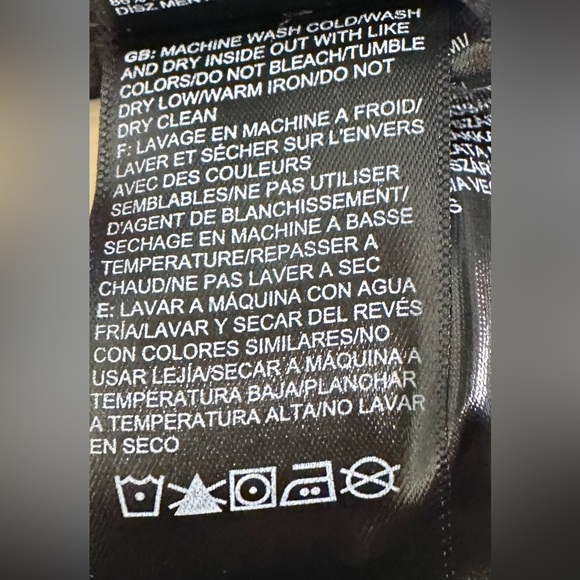 DISZ MEN
GB: MACHINE WASH COLD/WASH
AND DRY INSIDE OUT WITH LIKE
COLORS/DO NOT BLEACH/TUMBLE
DRY LOW/WARM IRON/DO NOT
DRY CLEAN
F: LAVAGE EN MACHINE A FROID/
LAVER ET SÉCHER SUR L'ENVERS
AVEC DES COULEURS
SEMBLABLES/NE PAS UTILISER
D'AGENT DE BLANCHISSEMENT/
SECHAGE EN MACHINE A BASSE
TEMPERATURE/REPASSER A
CHAUD/NE PAS LAVER A SEC
E: LAVAR A MÁQUINA CON AGUA
FRÍA/LAVAR Y SECAR DEL REVÉS
CON COLORES SIMILARES/NO
USAR LEJÍA/SECAR A MÁQUINA A
TEMPERATURA BAJA/PLANCHAR
A TEMPERATURA ALTA/NO LAVAR
EN SECO